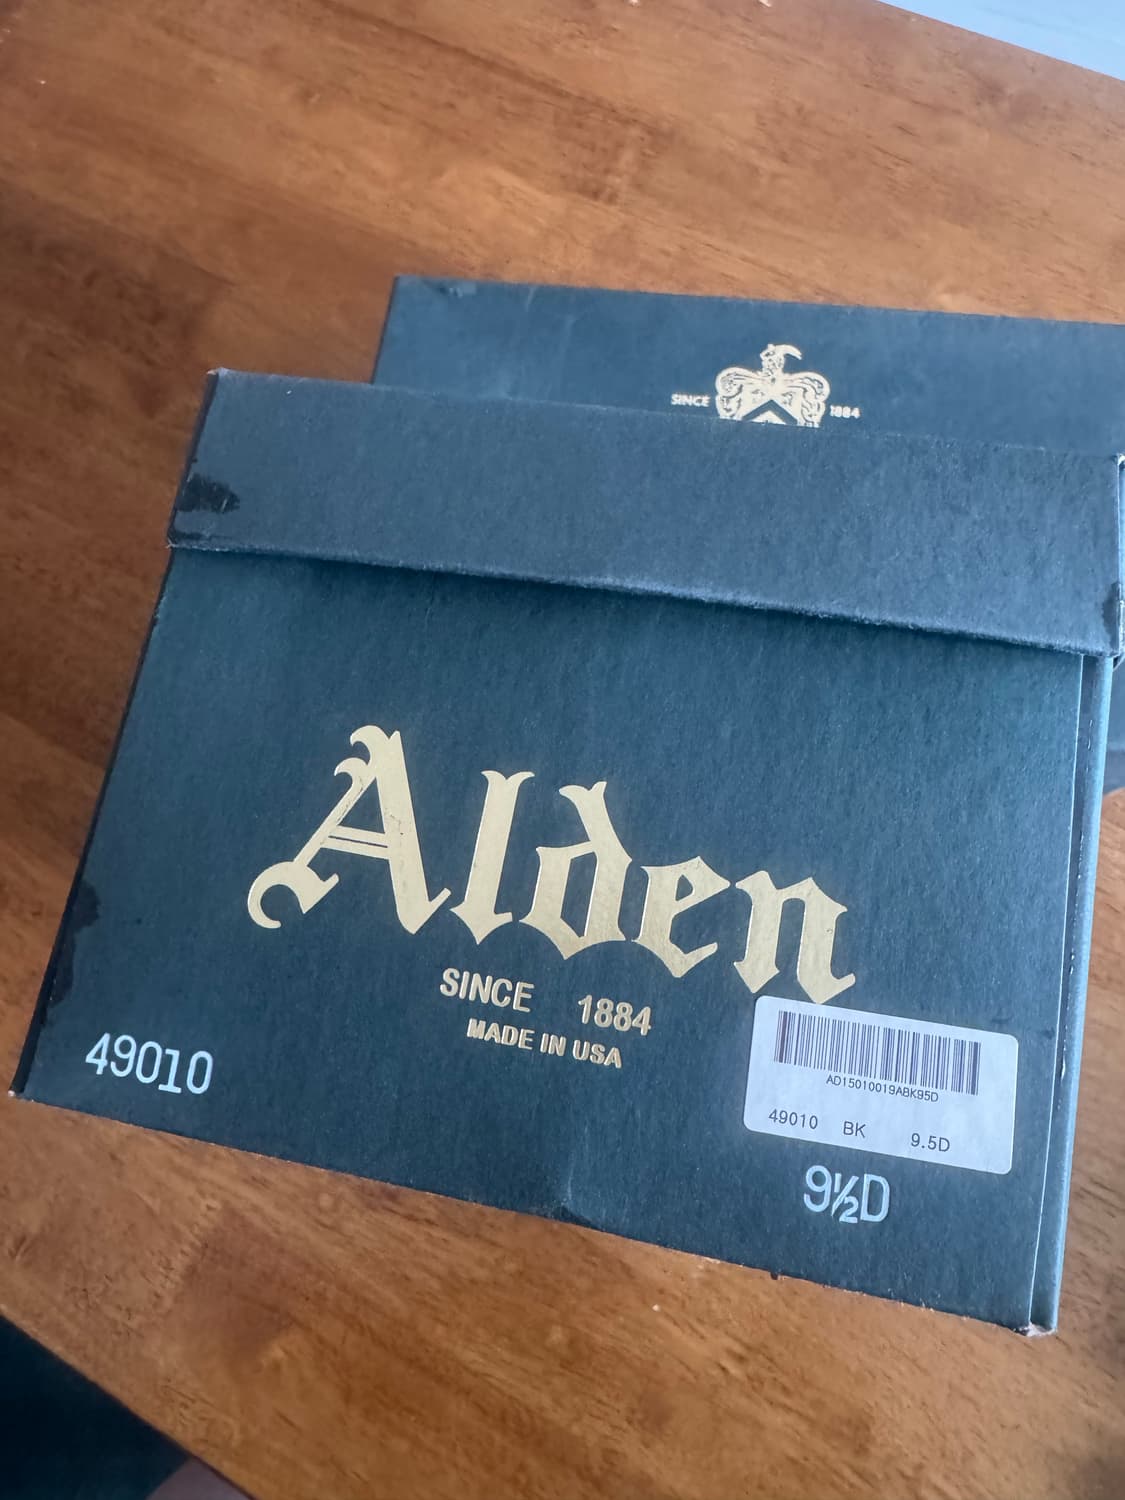 SINCE 1884
Alden
SINCE 1884
MADE IN USA
49010
AD15010019ABK95D
49010 BK 9.5D
9½D